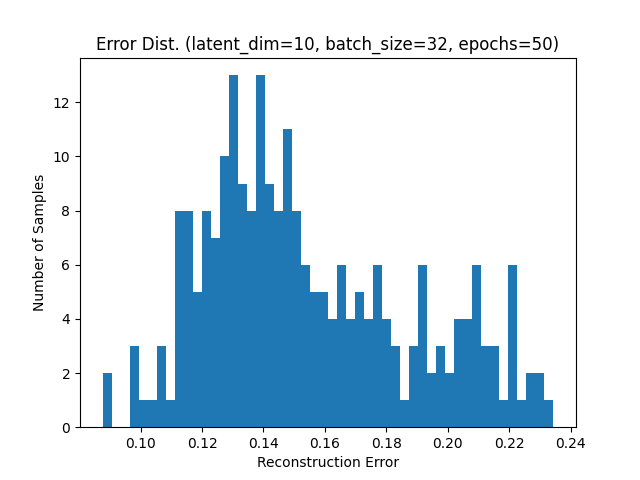 Error Dist. (latent_dim=10, batch_size=32, epochs=50)
12
10
8
6
4
2
0
Number of Samples
0.10 0.12 0.14 0.16 0.18 0.20 0.22 0.24
Reconstruction Error